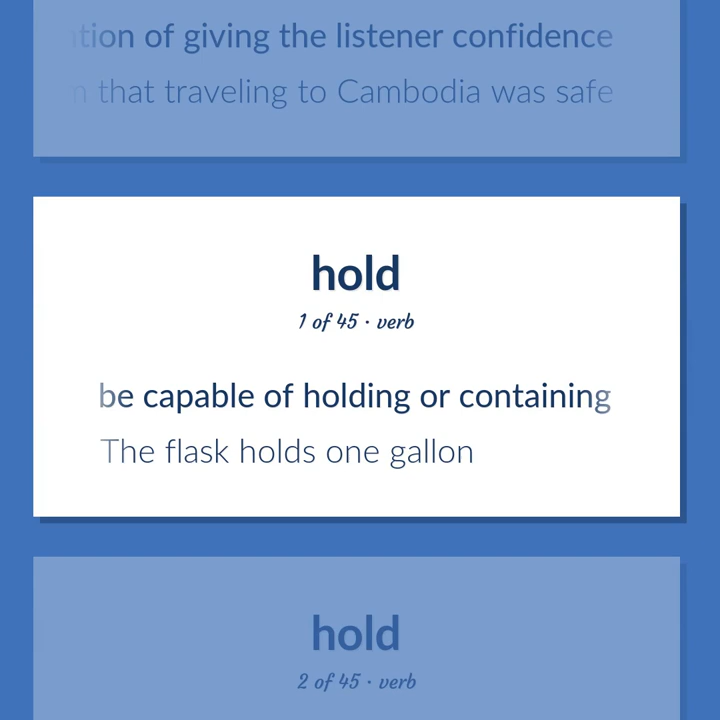 of giving the listener confidence
that traveling to Cambodia was safe
hold
1 of 45 · verb
be capable of holding or containing
The flask holds one gallon
hold
2 of 45 · verb